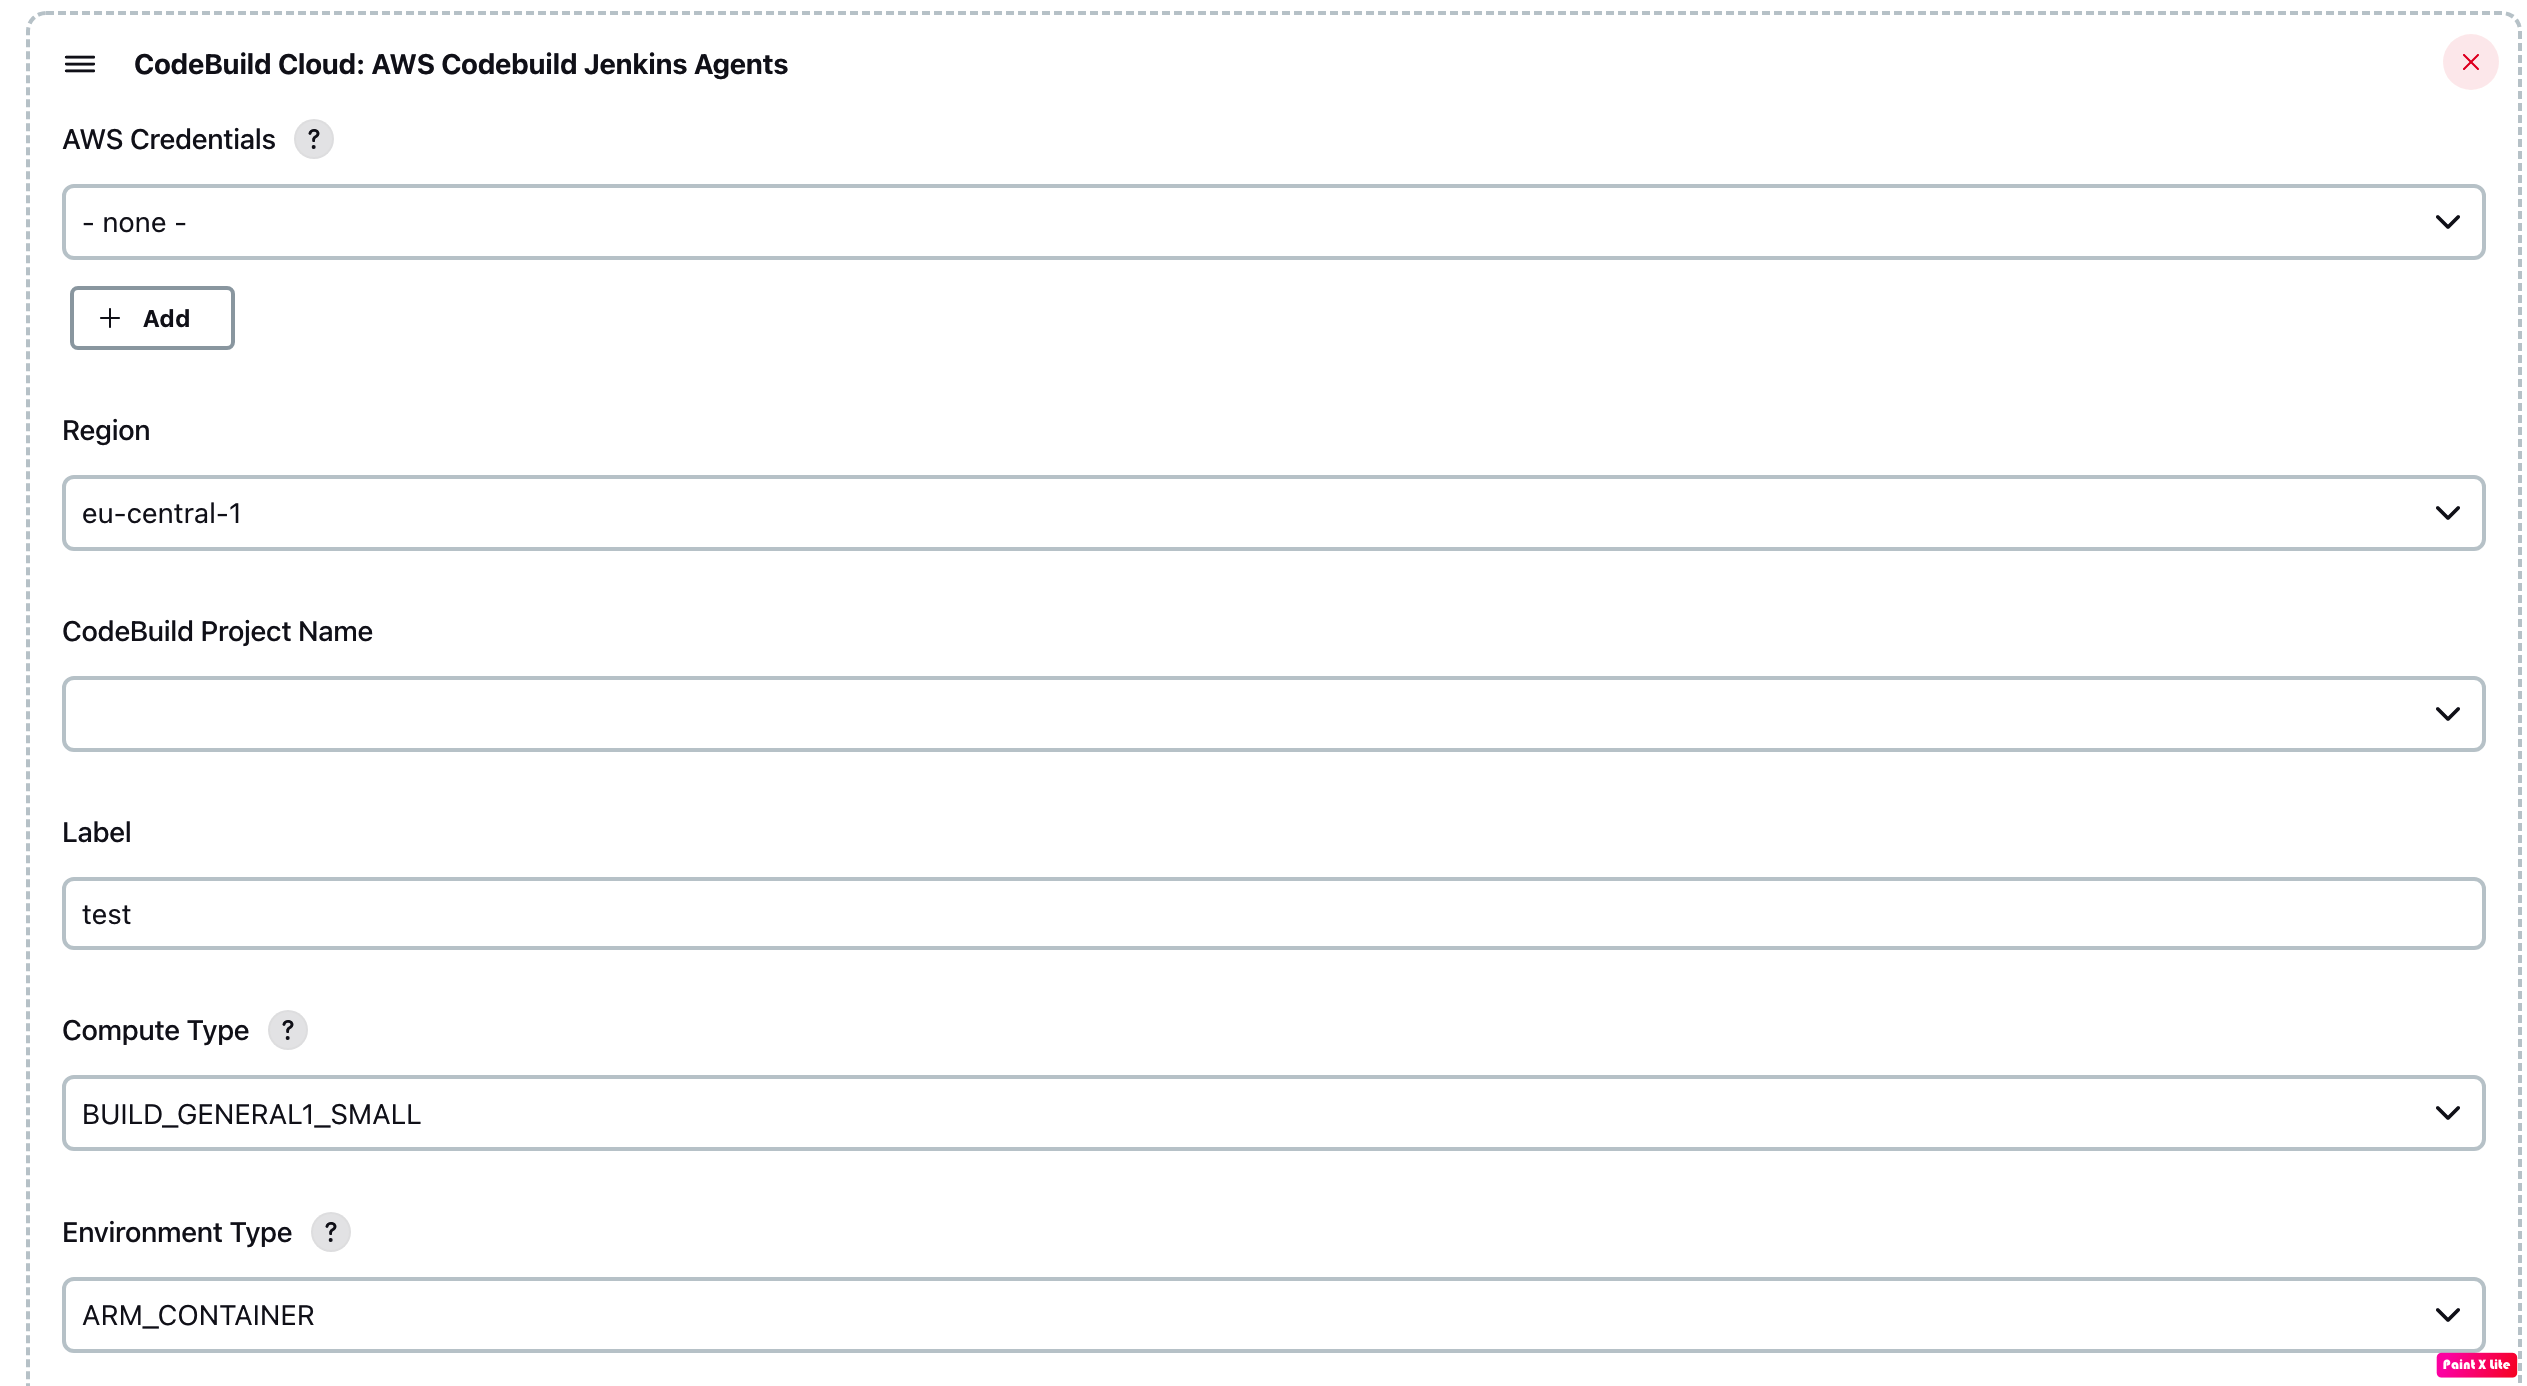 CodeBuild Cloud: AWS Codebuild Jenkins Agents
AWS Credentials ?
- none -
Add
Region
eu-central-1
CodeBuild Project Name
Label
test
Compute Type ?
BUILD_GENERAL1_SMALL
Environment Type ?
ARM_CONTAINER
Paint X Lite